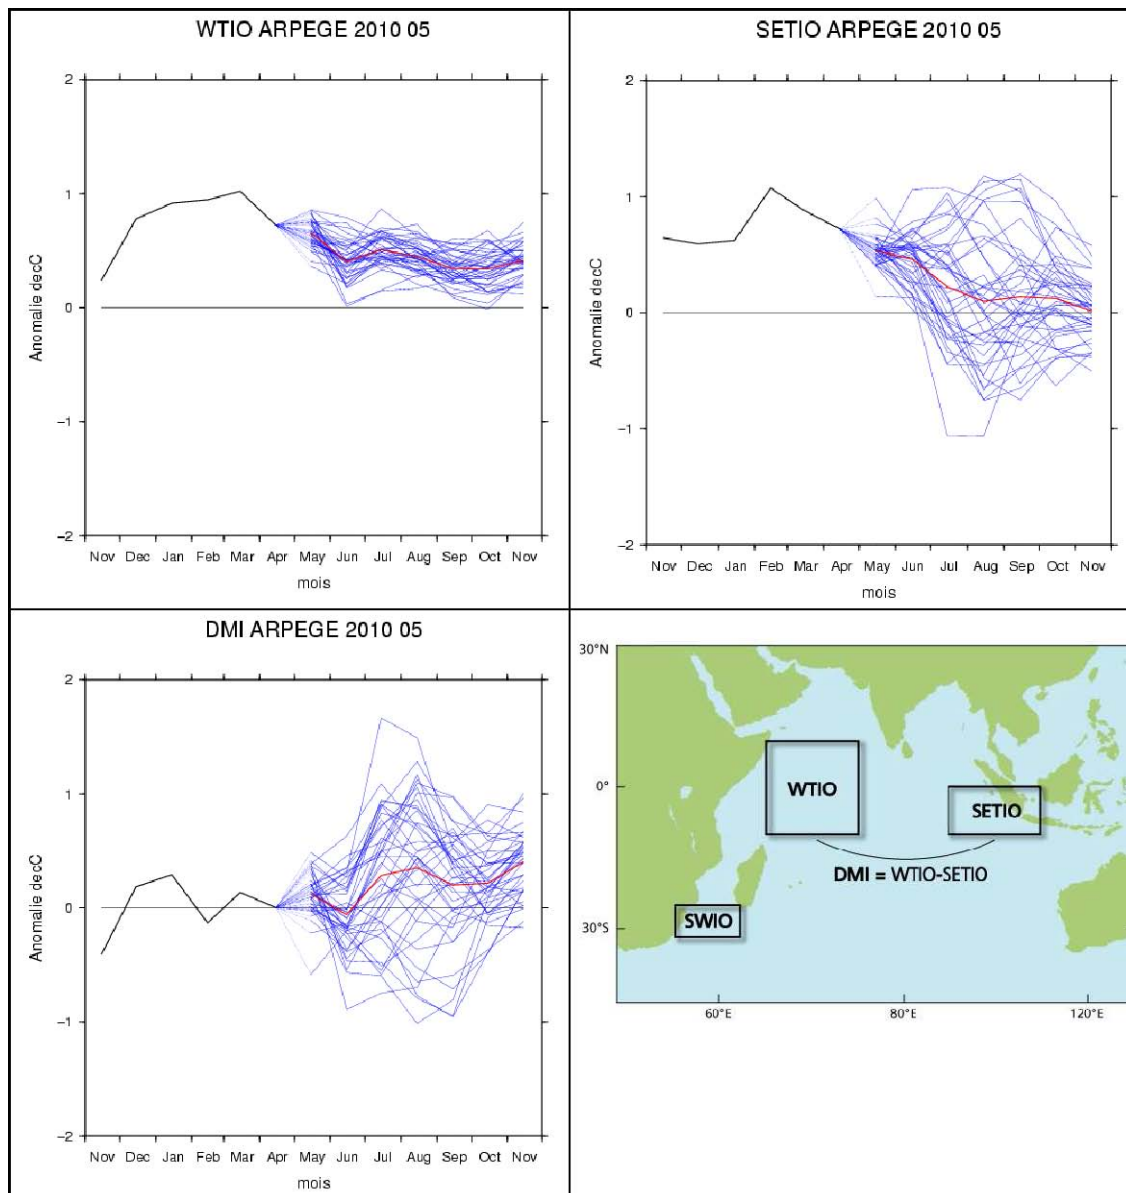 WTIO ARPEGE 2010 05
2
1
0
−1
−2
Anomalie decC
Nov Dec Jan Feb Mar Apr May Jun Jul Aug Sep Oct Nov
mois
SETIO ARPEGE 2010 05
2
1
0
−1
−2
Anomalie decC
Nov Dec Jan Feb Mar Apr May Jun Jul Aug Sep Oct Nov
mois
DMI ARPEGE 2010 05
2
1
0
−1
−2
Anomalie decC
Nov Dec Jan Feb Mar Apr May Jun Jul Aug Sep Oct Nov
mois
30°N
0°
30°S
WTIO
SETIO
DMI = WTIO-SETIO
SWIO
60°E 80°E 120°E